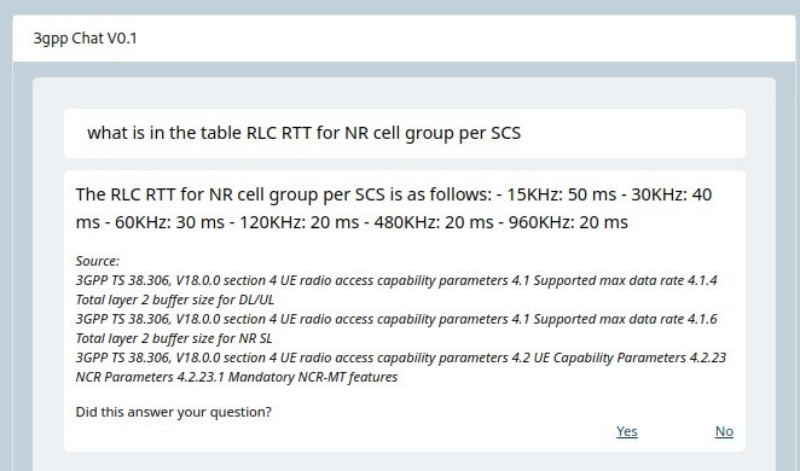 3gpp Chat V0.1
what is in the table RLC RTT for NR cell group per SCS
The RLC RTT for NR cell group per SCS is as follows: - 15KHz: 50 ms - 30KHz: 40
ms - 60KHz: 30 ms - 120KHz: 20 ms - 480KHz: 20 ms - 960KHz: 20 ms
Source:
3GPP TS 38.306, V18.0.0 section 4 UE radio access capability parameters 4.1 Supported max data rate 4.1.4
Total layer 2 buffer size for DL/UL
3GPP TS 38.306, V18.0.0 section 4 UE radio access capability parameters 4.1 Supported max data rate 4.1.6
Total layer 2 buffer size for NR SL
3GPP TS 38.306, V18.0.0 section 4 UE radio access capability parameters 4.2 UE Capability Parameters 4.2.23
NCR Parameters 4.2.23.1 Mandatory NCR-MT features
Did this answer your question?
Yes No